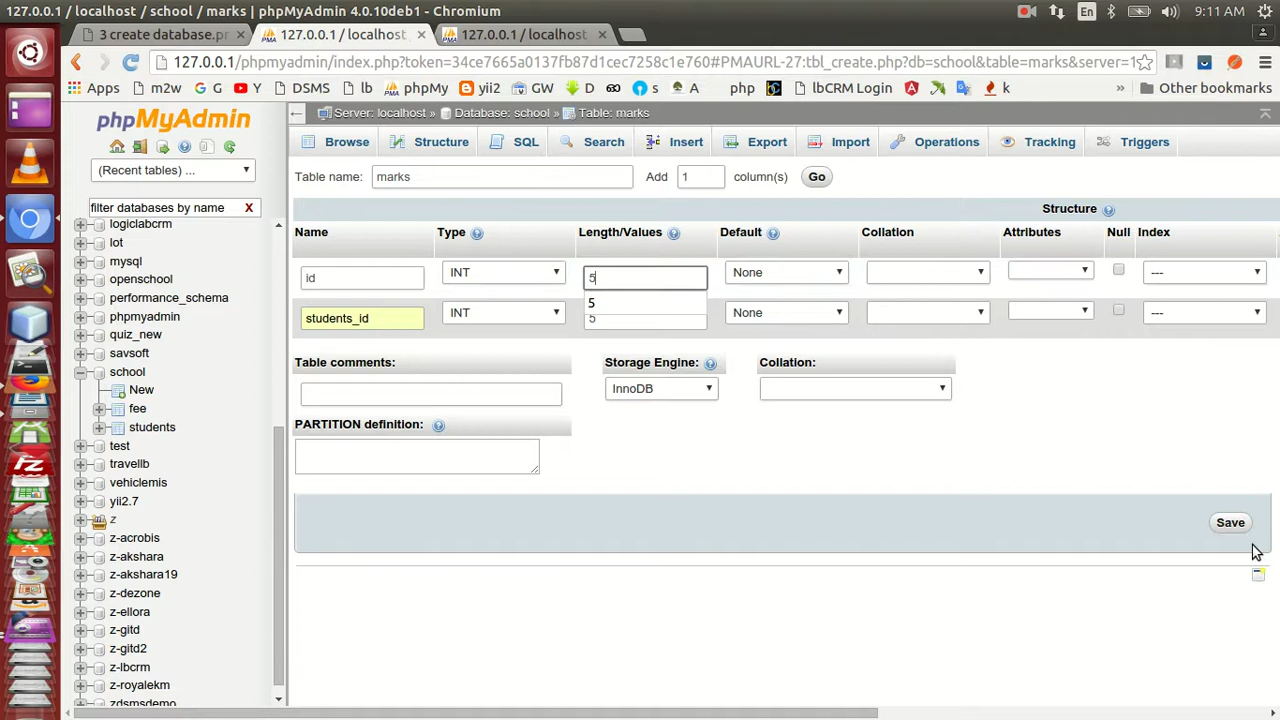 127.0.0.1 / localhost / school / marks | phpMyAdmin 4.0.10deb1 - Chromium
En
9:11 AM
3 create database.pr
127.0.0.1 / localhost
127.0.0.1 / localhost
127.0.0.1/phpmyadmin/index.php?token=34ce7665a0137fb87d1cec7258c1e760#PMAURL-27:tbl_create.php?db=school&table=marks&server=1
Apps m2w G Y DSMS lb phpMy yii2 GW D s A php lbCRM Login k » Other bookmarks
phpMyAdmin
(Recent tables) ...
filter databases by name X
logiclabcrm
lot
mysql
openschool
performance_schema
phpmyadmin
quiz_new
savsoft
school
New
fee
students
test
travellb
vehiclemis
yii2.7
z
z-acrobis
z-akshara
z-akshara19
z-dezone
z-ellora
z-gitd
z-gitd2
z-lbcrm
z-royalekm
zdsmsdemo
Server: localhost » Database: school » Table: marks
Browse Structure SQL Search Insert Export Import Operations Tracking Triggers
Table name: marks Add 1 column(s) Go
Structure
Name Type Length/Values Default Collation Attributes Null Index
id INT 5 None ---
5
students_id INT 5 None ---
Table comments: Storage Engine: Collation:
InnoDB
PARTITION definition:
Save